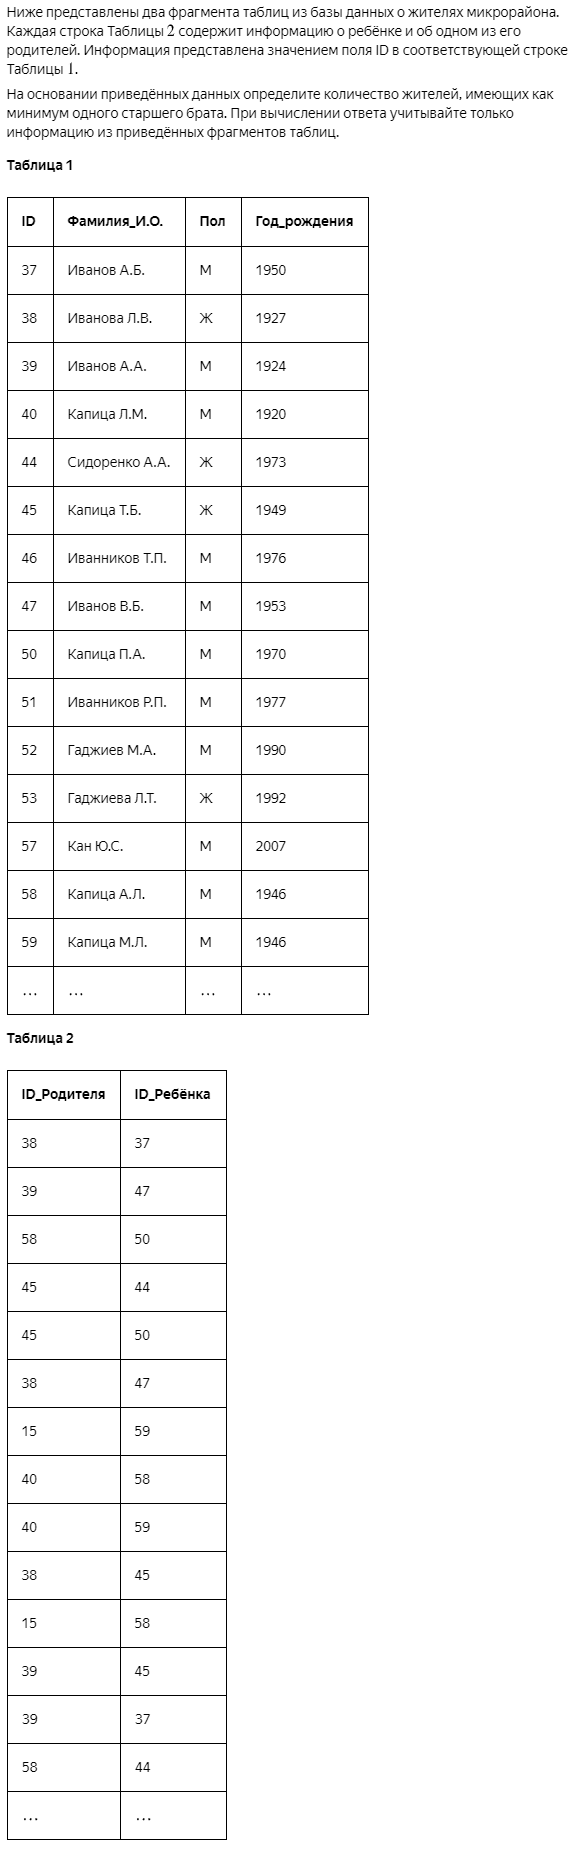 Ниже представлены два фрагмента таблиц из базы данных о жителях микрорайона.
Каждая строка Таблицы 2 содержит информацию о ребёнке и об одном из его
родителей. Информация представлена значением поля ID в соответствующей строке
Таблицы 1.
На основании приведённых данных определите количество жителей, имеющих как
минимум одного старшего брата. При вычислении ответа учитывайте только
информацию из приведённых фрагментов таблиц.
Таблица 1
ID Фамилия_И.О. Пол Год_рождения
37 Иванов А.Б. М 1950
38 Иванова Л.В. Ж 1927
39 Иванов А.А. М 1924
40 Капица Л.М. М 1920
44 Сидоренко А.А. Ж 1973
45 Капица Т.Б. Ж 1949
46 Иванников Т.П. М 1976
47 Иванов В.Б. М 1953
50 Капица П.А. М 1970
51 Иванников Р.П. М 1977
52 Гаджиев М.А. М 1990
53 Гаджиева Л.Т. Ж 1992
57 Кан Ю.С. М 2007
58 Капица А.Л. М 1946
59 Капица М.Л. М 1946
… … … …
Таблица 2
ID_Родителя ID_Ребёнка
38 37
39 47
58 50
45 44
45 50
38 47
15 59
40 58
40 59
38 45
15 58
39 45
39 37
58 44
… …